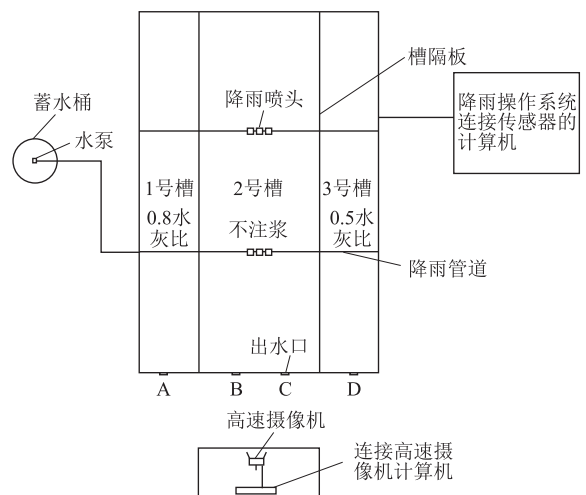 降雨喷头
槽隔板
蓄水桶
水泵
降雨操作系统
连接传感器的
计算机
1号槽
0.8水
灰比
2号槽
不注浆
3号槽
0.5水
灰比
降雨管道
出水口
A
B
C
D
高速摄像机
连接高速摄
像机计算机